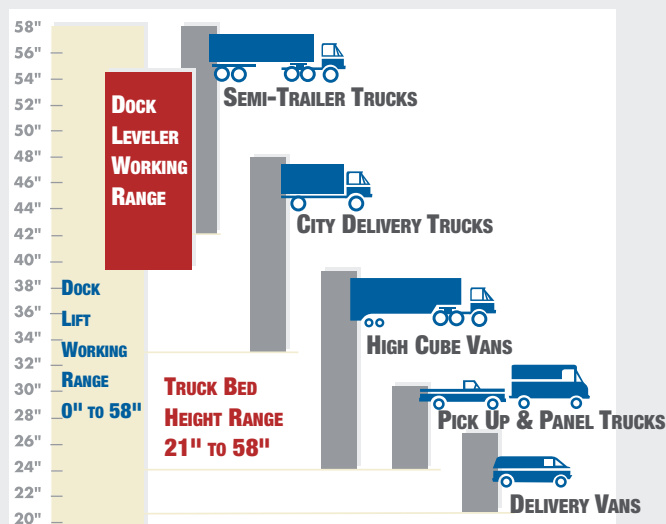 58"
56"
54"
52"
50"
48"
46"
44"
42"
40"
38"
36"
34"
32"
30"
28"
26"
24"
22"
20"
Dock
Leveler
Working
Range
Dock
Lift
Working
Range
0" to 58"
Semi-Trailer Trucks
City Delivery Trucks
High Cube Vans
Truck Bed
Height Range
21" to 58"
Pick Up & Panel Trucks
Delivery Vans